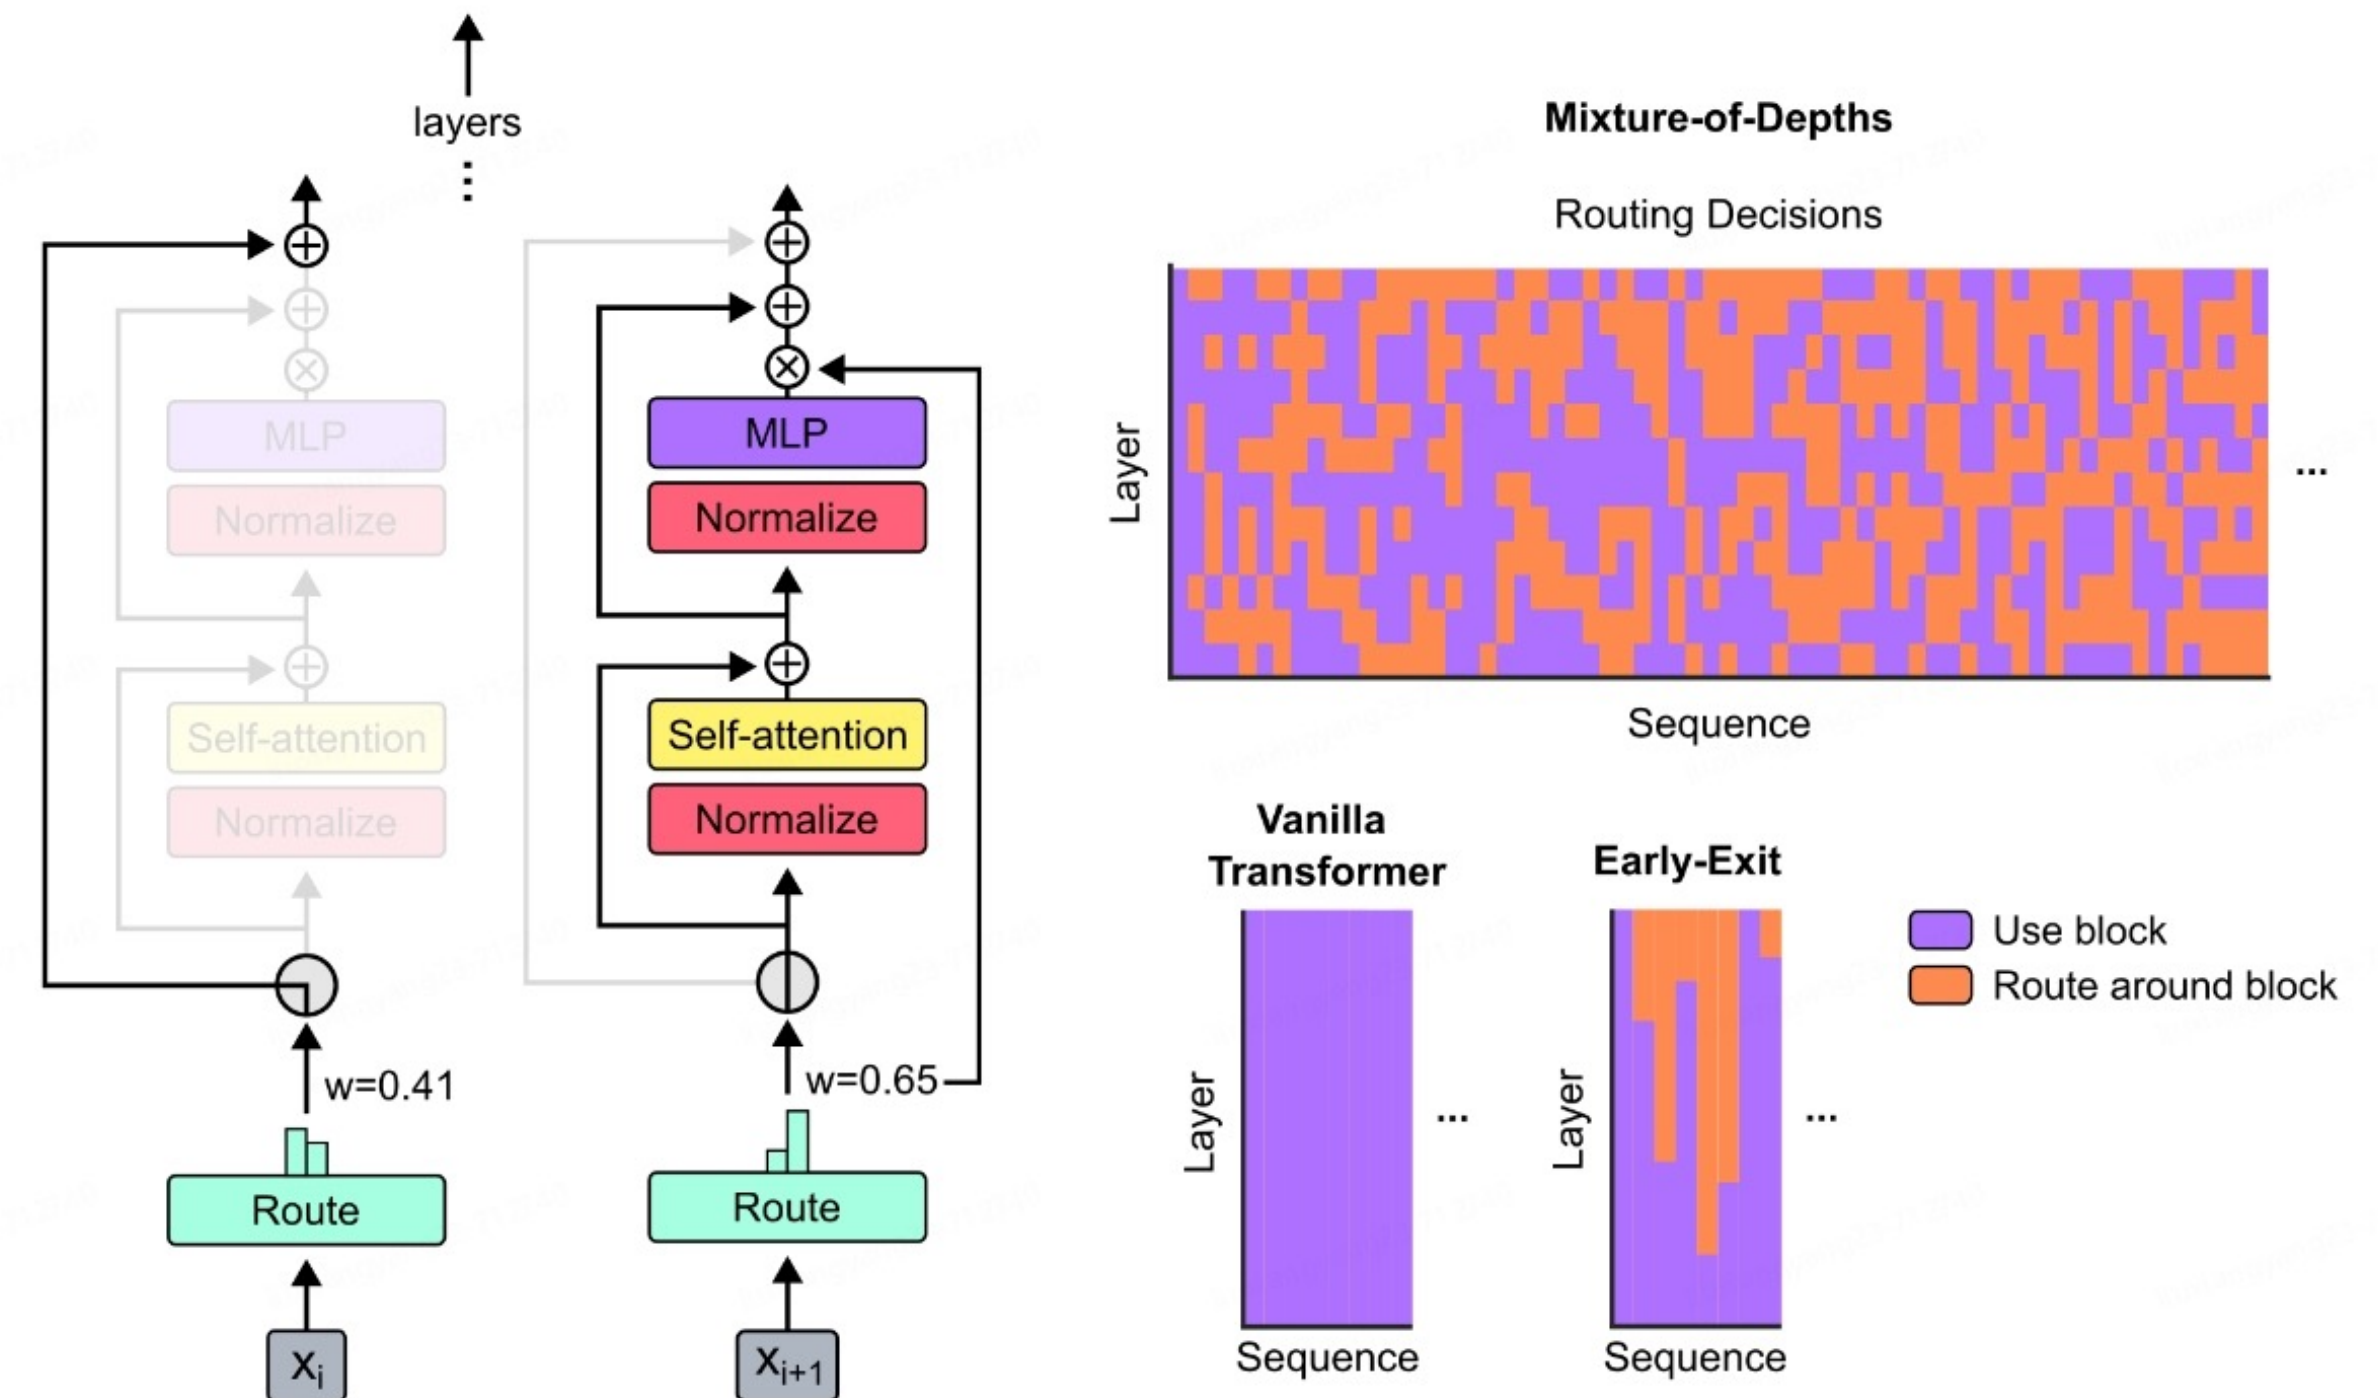 layers
⋮
MLP
Normalize
Self-attention
Normalize
w=0.41
Route
xi
MLP
Normalize
Self-attention
Normalize
w=0.65
Route
xi+1
Mixture-of-Depths
Routing Decisions
Layer
...
Sequence
Vanilla
Transformer
Layer
...
Sequence
Early-Exit
Layer
...
Sequence
Use block
Route around block